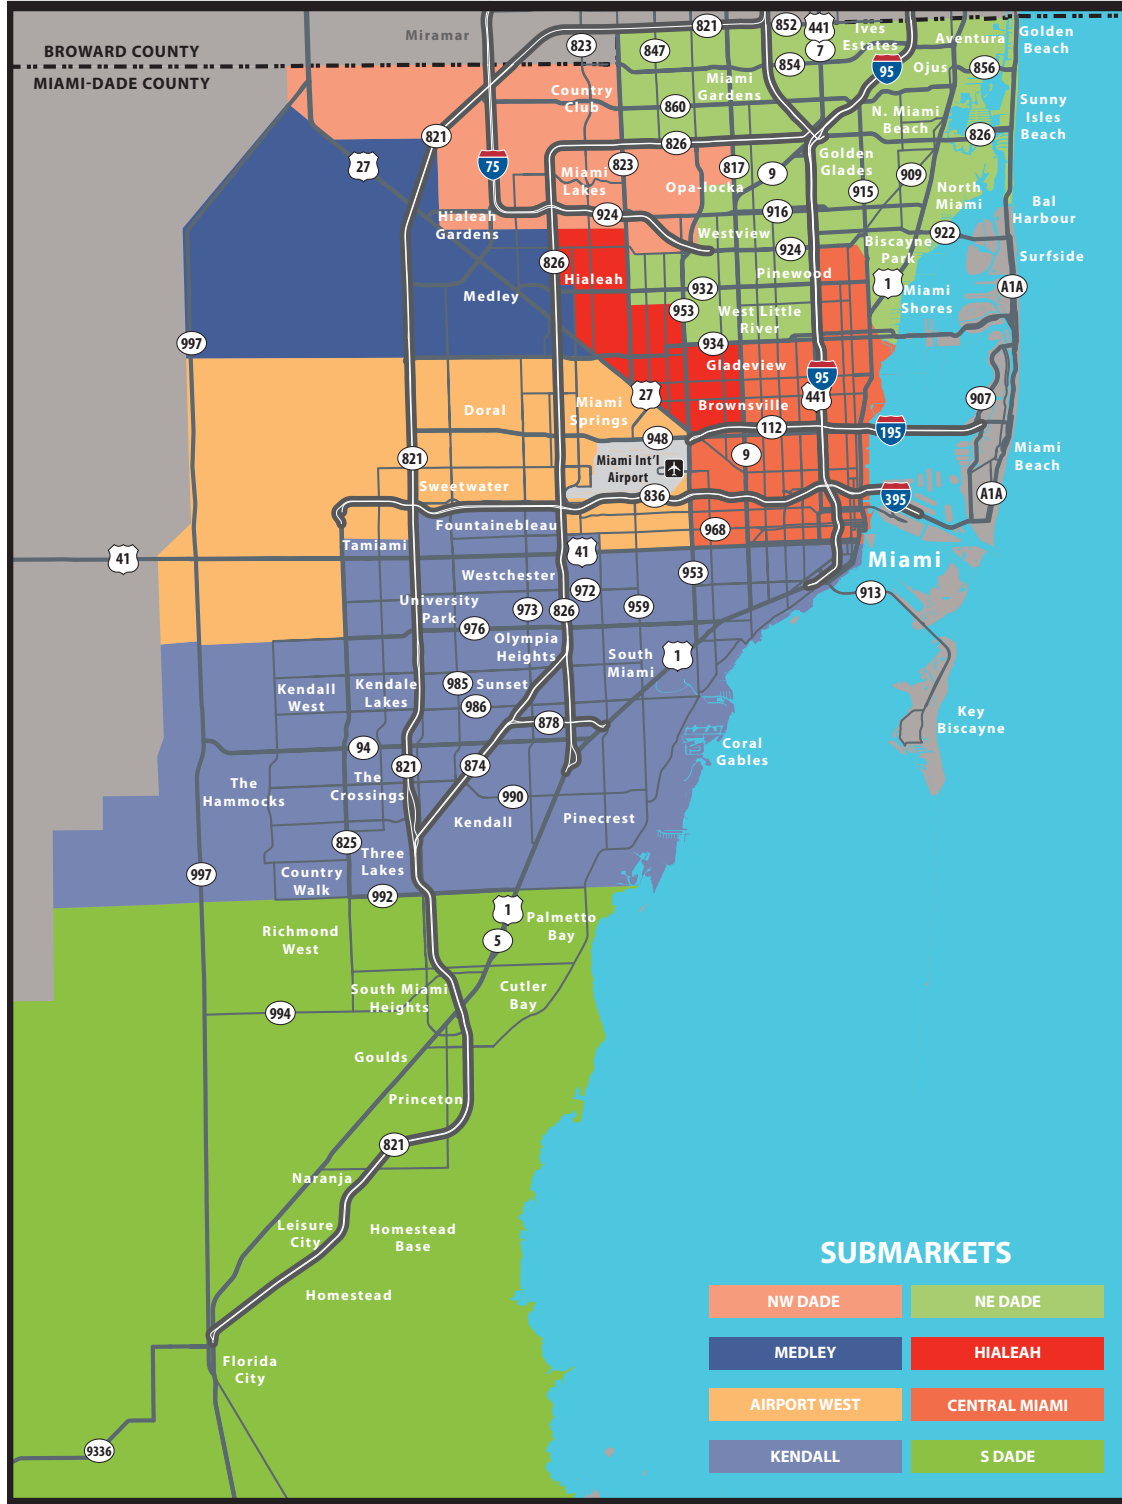 821
852
441
7
Ives
Estates
Golden
Beach
Miramar
823
847
Aventura
BROWARD COUNTY
MIAMI-DADE COUNTY
854
95
Ojus
856
Miami
Gardens
Country
Club
860
N. Miami
Beach
Sunny
Isles
Beach
821
826
826
27
75
Miami
Lakes
823
817
9
Golden
Glades
909
Opa-locka
915
North
Miami
Bal
Harbour
Hialeah
Gardens
924
916
Westview
922
Biscayne
Park
924
Surfside
826
Hialeah
Pinewood
932
1
Miami
Shores
A1A
Medley
953
West Little
River
997
934
Gladeview
95
27
441
907
Doral
Miami
Springs
Brownsville
112
195
948
9
Miami
Beach
821
Miami Int'l
Airport
Sweetwater
836
395
A1A
Fountainebleau
968
Tamiami
41
41
Miami
Westchester
953
972
913
University
Park
973
826
959
976
Olympia
Heights
South
Miami
1
985
Sunset
Kendall
West
Kendale
Lakes
986
878
Key
Biscayne
94
Coral
Gables
821
874
The
Hammocks
The
Crossings
990
Kendall
Pinecrest
825
Three
Lakes
997
Country
Walk
992
1
Palmetto
Bay
Richmond
West
5
South Miami
Heights
Cutler
Bay
994
Goulds
Princeton
821
Naranja
Leisure
City
Homestead
Base
Homestead
Florida
City
9336
SUBMARKETS
NW DADE
NE DADE
MEDLEY
HIALEAH
AIRPORT WEST
CENTRAL MIAMI
KENDALL
S DADE